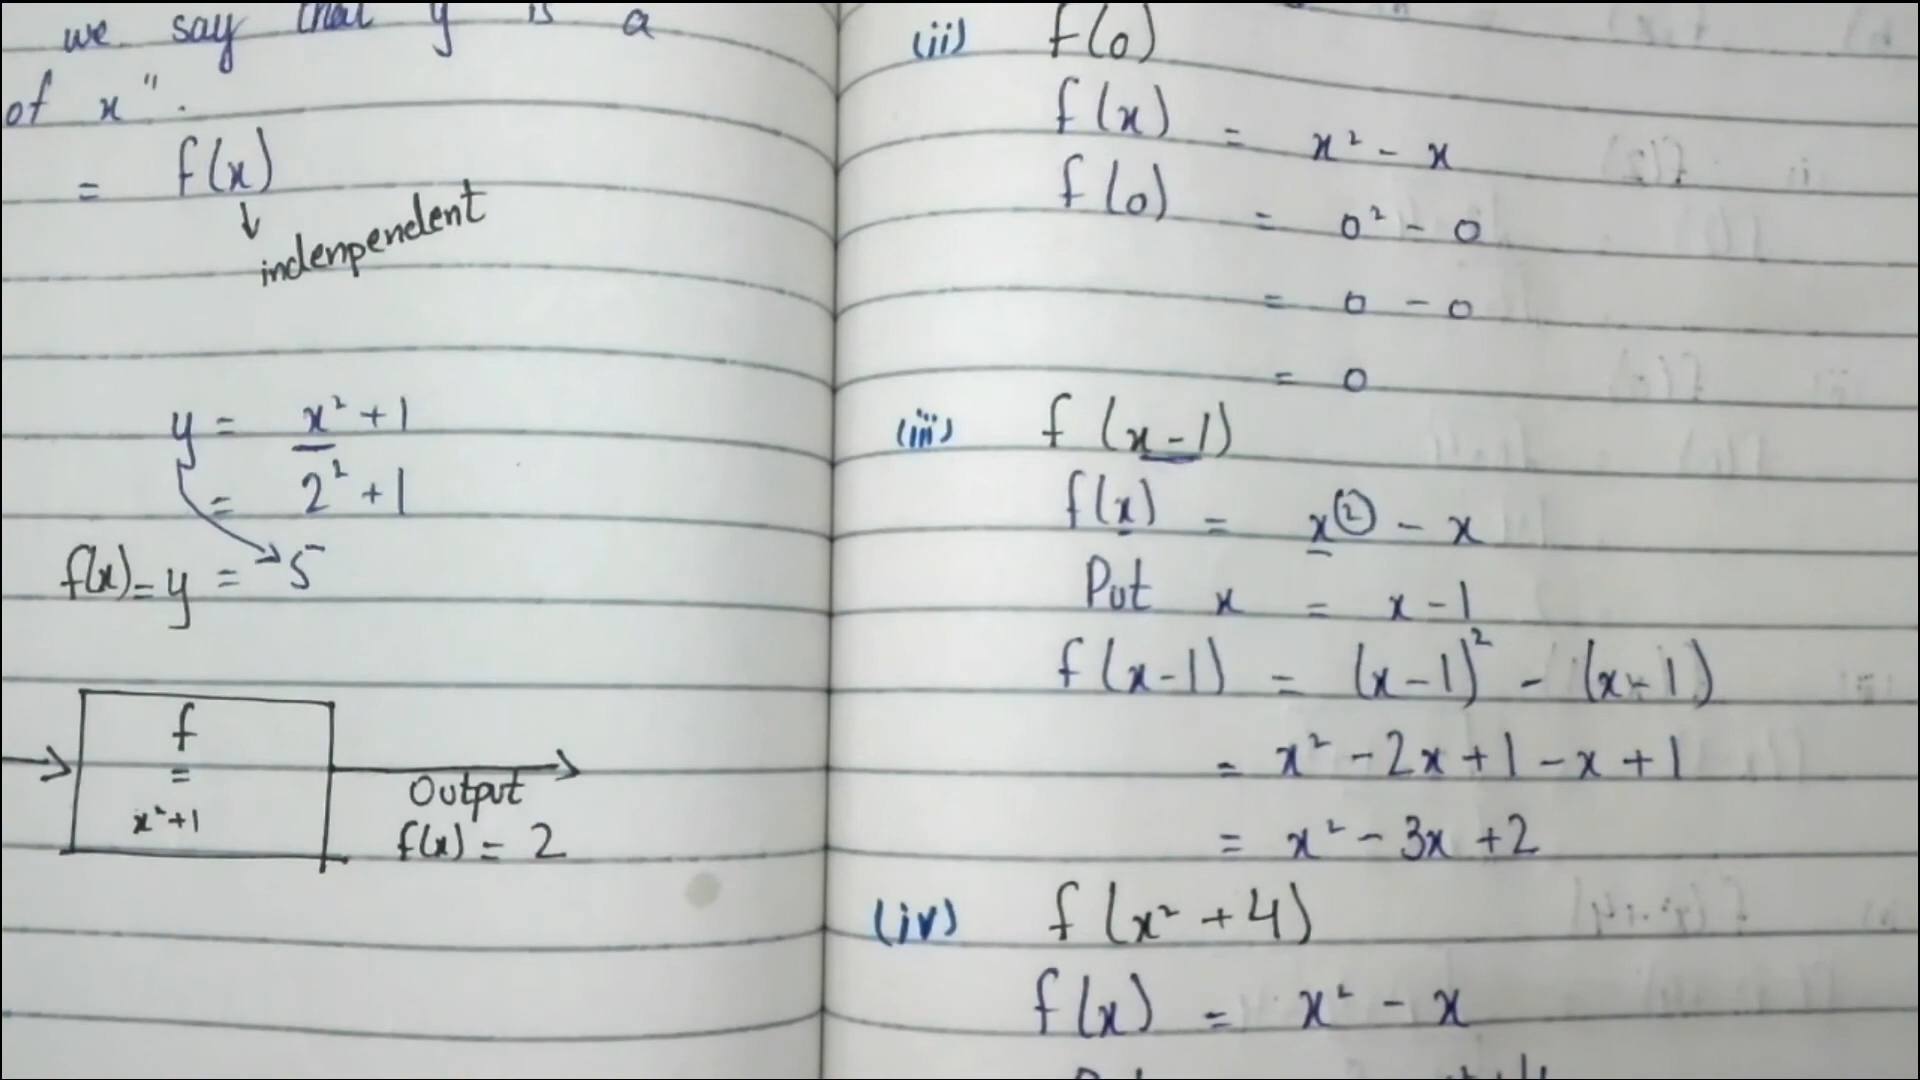 we say that y is a
of x".
= f(x)
↓
indenpendent
y = x² + 1
= 2² + 1
f(x) = y = 5
f
=
x²+1
Output
f(x) = 2
(ii) f(0)
f(x) = x² - x
f(0) = 0² - 0
= 0 - 0
= 0
(iii) f(x-1)
f(x) = x² - x
Put x = x-1
f(x-1) = (x-1)² - (x-1)
= x² - 2x + 1 - x + 1
= x² - 3x + 2
(iv) f(x² + 4)
f(x) = x² - x